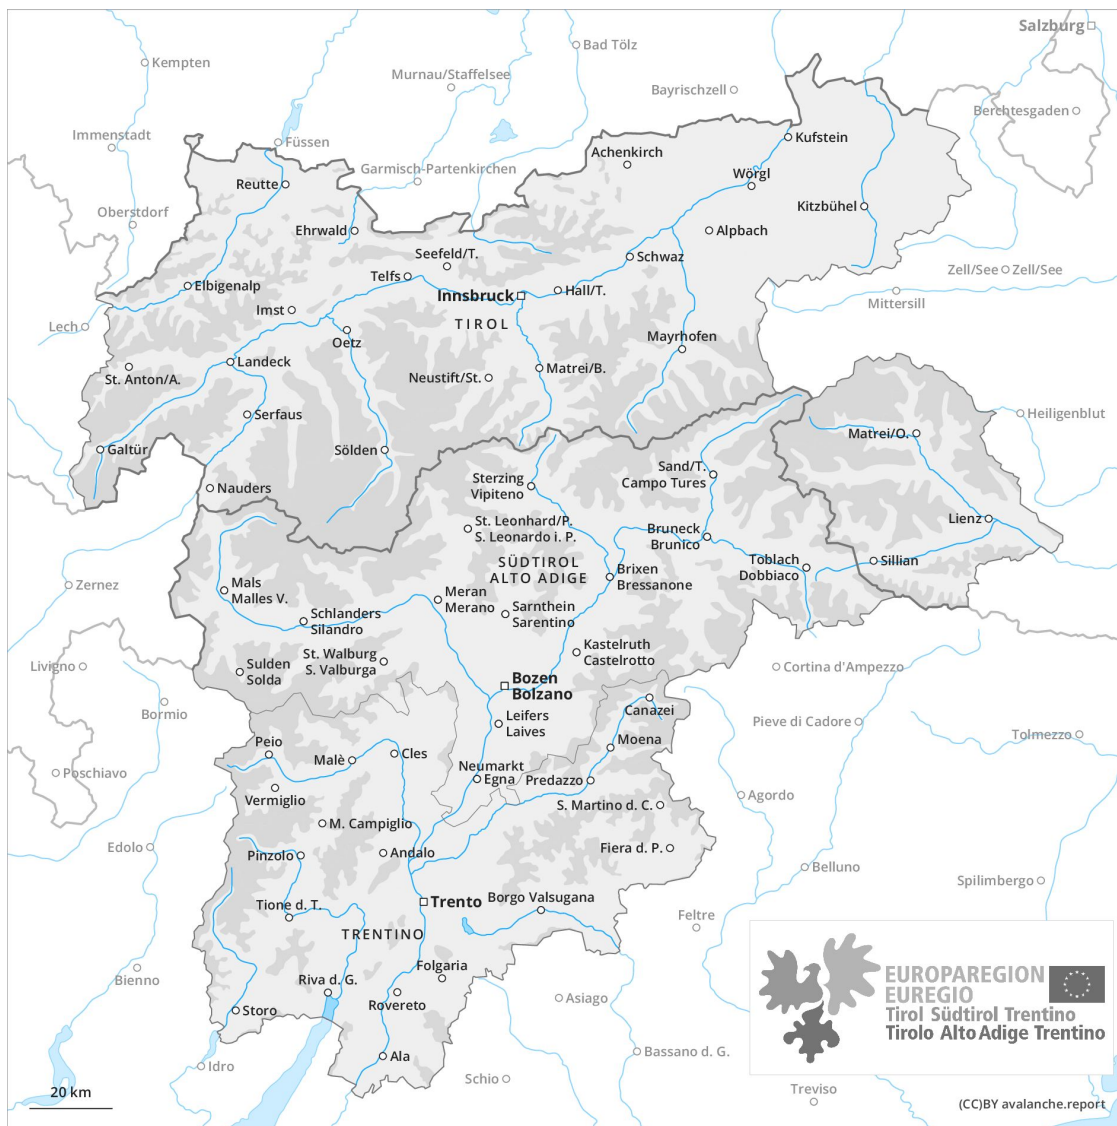 Salzburg
Bad Tölz
Kempten
Murnau/Staffelsee
Bayrischzell
Berchtesgaden
Immenstadt
Füssen
Kufstein
Achenkirch
Garmisch-Partenkirchen
Wörgl
Reutte
Kitzbühel
Oberstdorf
Ehrwald
Alpbach
Seefeld/T.
Schwaz
Zell/See
Zell/See
Telfs
Elbigenalp
Hall/T.
Innsbruck
Mittersill
Imst
TIROL
Lech
Oetz
Mayrhofen
Landeck
Matrei/B.
St. Anton/A.
Neustift/St.
Serfaus
Heiligenblut
Matrei/O.
Galtür
Sölden
Sand/T.
Campo Tures
Sterzing
Vipiteno
Nauders
Lienz
St. Leonhard/P.
S. Leonardo i. P.
Bruneck
Brunico
SÜDTIROL
ALTO ADIGE
Toblach
Dobbiaco
Sillian
Brixen
Bressanone
Zernez
Mals
Malles V.
Meran
Merano
Sarnthein
Sarentino
Schlanders
Silandro
Kastelruth
Castelrotto
St. Walburg
S. Valburga
Livigno
Sulden
Solda
Cortina d'Ampezzo
Bozen
Bolzano
Bormio
Canazei
Leifers
Laives
Pieve di Cadore
Tolmezzo
Peio
Moena
Cles
Malè
Neumarkt
Egna
Poschiavo
Predazzo
Vermiglio
Agordo
S. Martino d. C.
M. Campiglio
Edolo
Fiera d. P.
Pinzolo
Andalo
Belluno
Spilimbergo
Borgo Valsugana
Trento
Tione d. T.
Feltre
TRENTINO
Folgaria
Bienno
Riva d. G.
EUROPAREGION
EUREGIO
Tirol Südtirol Trentino
Tirolo Alto Adige Trentino
Asiago
Rovereto
Storo
Ala
Bassano d. G.
Idro
Schio
Treviso
20 km
(CC)BY avalanche.report